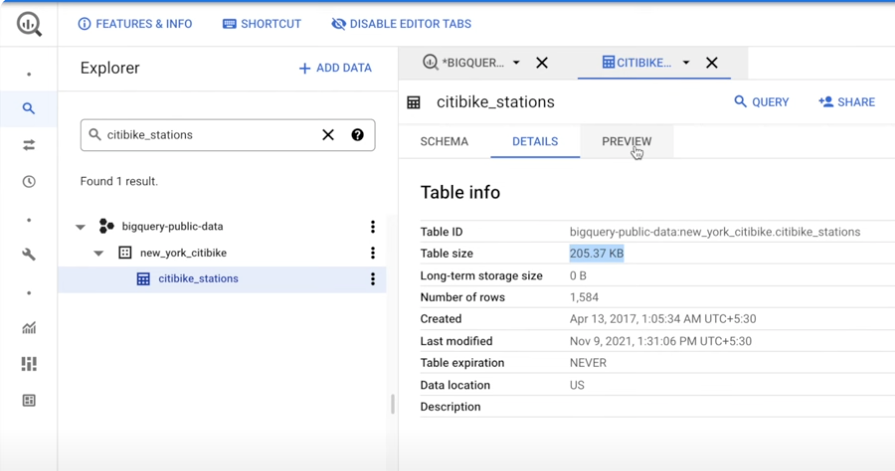 FEATURES & INFO SHORTCUT DISABLE EDITOR TABS
Explorer
+ ADD DATA
*BIGQUER...
CITIBIKE...
citibike_stations
QUERY
SHARE
citibike_stations
Found 1 result.
bigquery-public-data
new_york_citibike
citibike_stations
SCHEMA DETAILS PREVIEW
Table info
Table ID bigquery-public-data:new_york_citibike.citibike_stations
Table size 205.37 KB
Long-term storage size 0 B
Number of rows 1,584
Created Apr 13, 2017, 1:05:34 AM UTC+5:30
Last modified Nov 9, 2021, 1:31:06 PM UTC+5:30
Table expiration NEVER
Data location US
Description